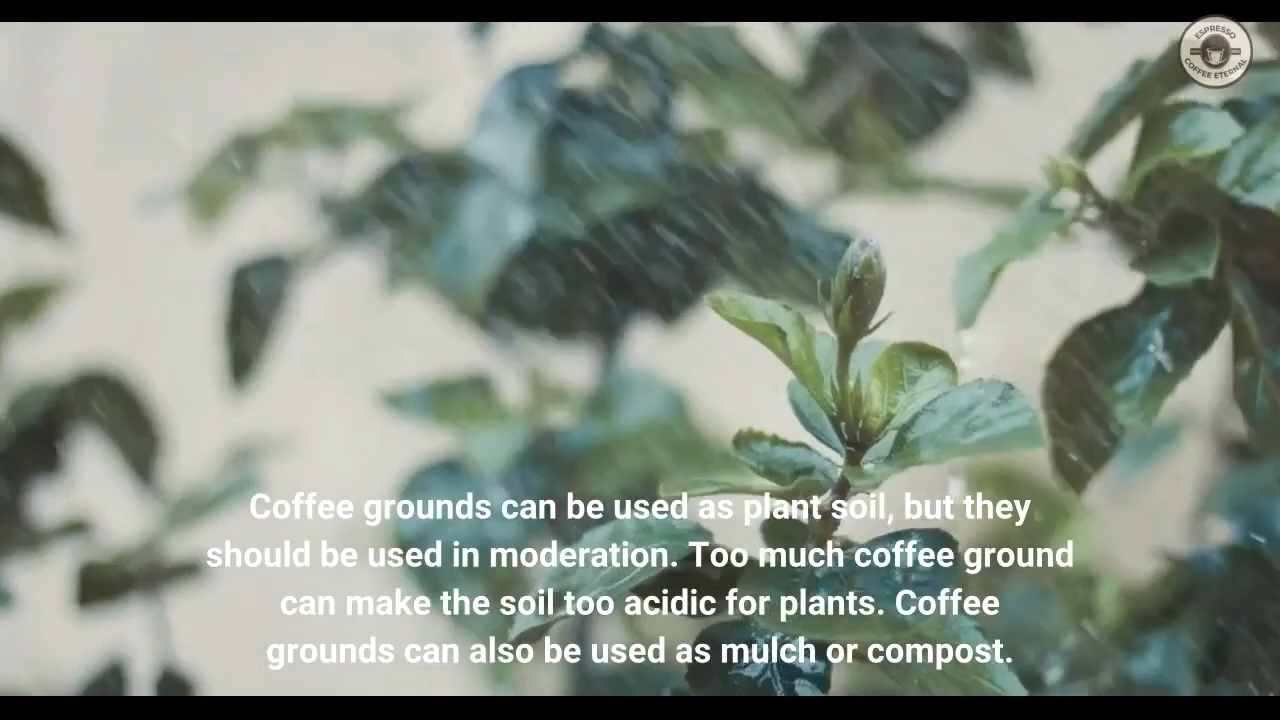 ESPRESSO
COFFEE ETERNAL
Coffee grounds can be used as plant soil, but they
should be used in moderation. Too much coffee ground
can make the soil too acidic for plants. Coffee
grounds can also be used as mulch or compost.